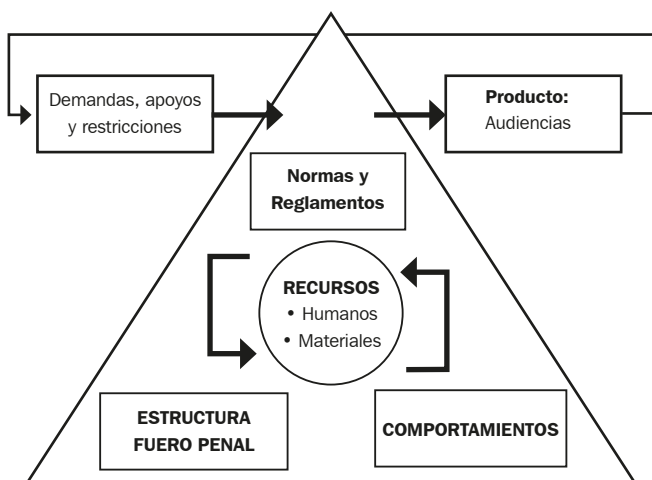 Demandas, apoyos
y restricciones
Producto:
Audiencias
Normas y
Reglamentos
RECURSOS
• Humanos
• Materiales
ESTRUCTURA
FUERO PENAL
COMPORTAMIENTOS